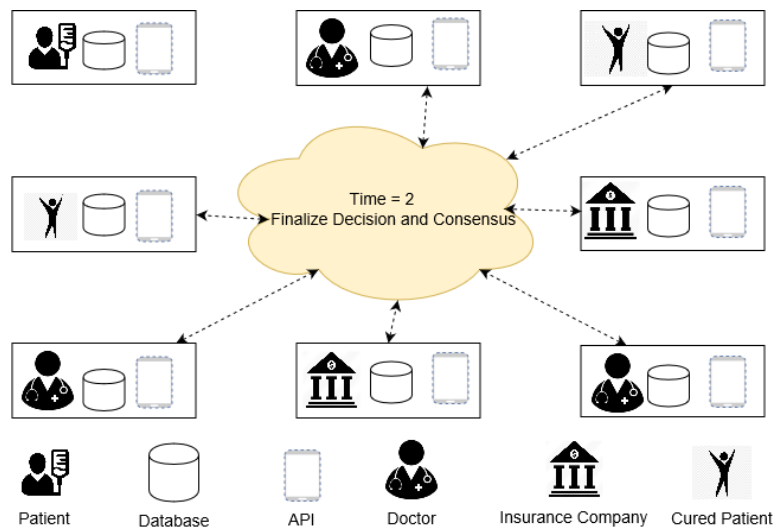 Time = 2
Finalize Decision and Consensus
Patient
Database
API
Doctor
Insurance Company
Cured Patient